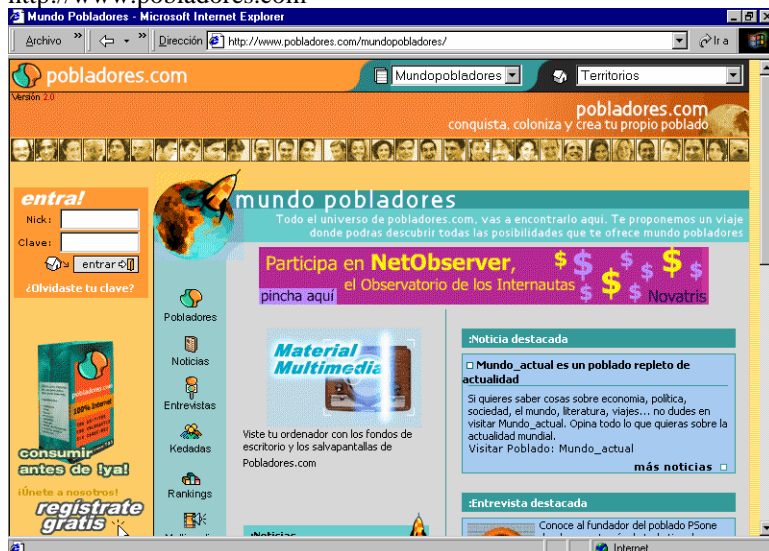 http://www.pobladores.com
Mundo Pobladores - Microsoft Internet Explorer
Archivo » » Dirección http://www.pobladores.com/mundopobladores/ Ir a
pobladores.com Mundopobladores Territorios
Versión 2.0
pobladores.com
conquista, coloniza y crea tu propio poblado
entra!
Nick:
Clave:
entrar
¿Olvidaste tu clave?
consumir
antes de !ya!
¡Únete a nosotros!
regístrate
gratis
mundo pobladores
Todo el universo de pobladores.com, vas a encontrarlo aqui. Te proponemos un viaje
donde podras descubrir todas las posibilidades que te ofrece mundo pobladores
Participa en NetObserver,
pincha aquí el Observatorio de los Internautas
Novatris
Pobladores
Noticias
Entrevistas
Kedadas
Rankings
Material
Multimedia
Viste tu ordenador con los fondos de
escritorio y los salvapantallas de
Pobladores.com
:Noticias
:Noticia destacada
Mundo_actual es un poblado repleto de
actualidad
Si quieres saber cosas sobre economia, política,
sociedad, el mundo, literatura, viajes... no dudes en
visitar Mundo_actual. Opina todo lo que quieras sobre la
actualidad mundial.
Visitar Poblado: Mundo_actual
más noticias
:Entrevista destacada
Conoce al fundador del poblado PSone
Internet